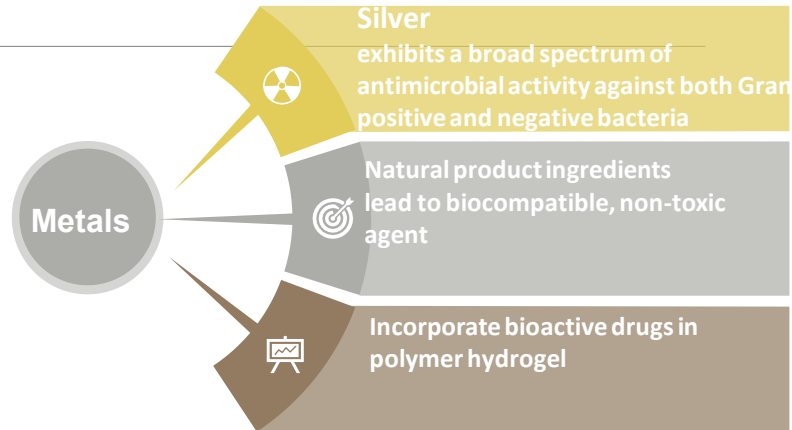 Silver
exhibits a broad spectrum of
antimicrobial activity against both Gram
positive and negative bacteria
Metals
Natural product ingredients
lead to biocompatible, non-toxic
agent
Incorporate bioactive drugs in
polymer hydrogel